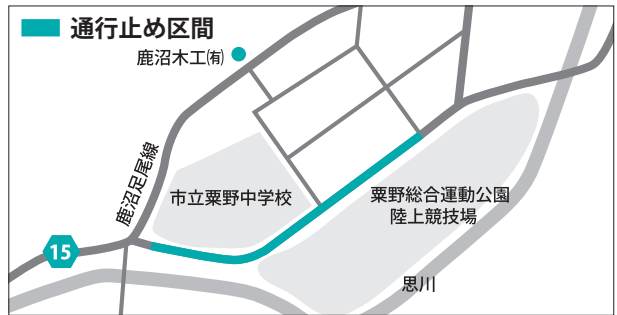 通行止め区間
鹿沼木工㈲
鹿沼足尾線
市立粟野中学校
粟野総合運動公園
陸上競技場
15
思川